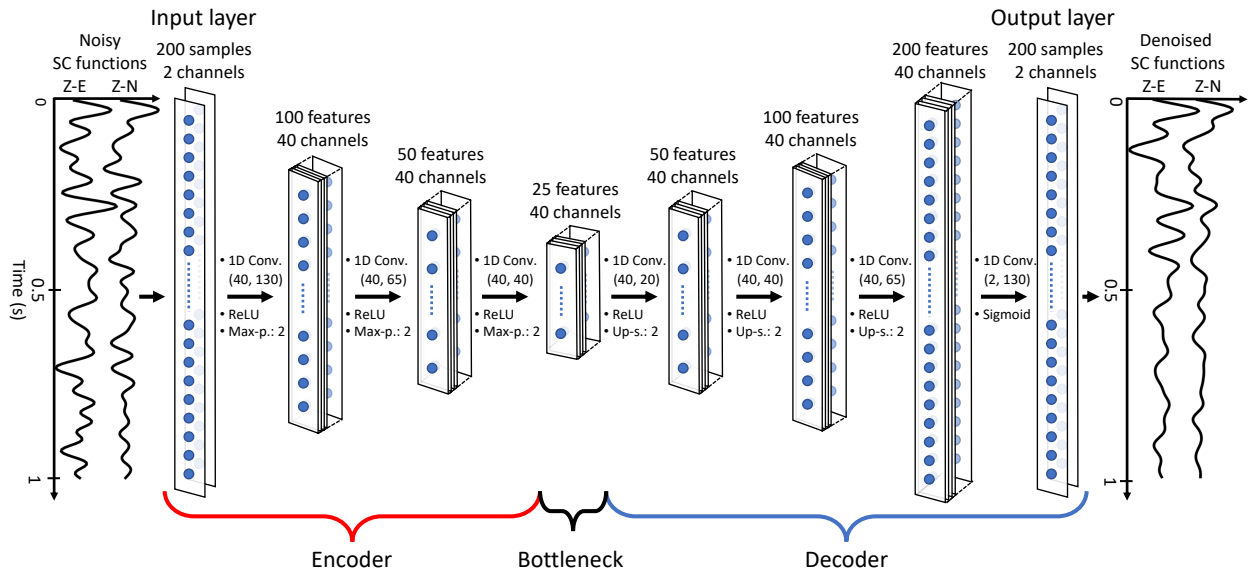 Input layer
Output layer
Noisy
SC functions
Z-E Z-N
200 samples
2 channels
100 features
40 channels
50 features
40 channels
25 features
40 channels
50 features
40 channels
100 features
40 channels
200 features
40 channels
200 samples
2 channels
Denoised
SC functions
Z-E Z-N
0
0.5
1
Time (s)
• 1D Conv.
(40, 130)
• ReLU
• Max-p.: 2
• 1D Conv.
(40, 65)
• ReLU
• Max-p.: 2
• 1D Conv.
(40, 40)
• ReLU
• Max-p.: 2
• 1D Conv.
(40, 20)
• ReLU
• Up-s.: 2
• 1D Conv.
(40, 40)
• ReLU
• Up-s.: 2
• 1D Conv.
(40, 65)
• ReLU
• Up-s.: 2
• 1D Conv.
(2, 130)
• Sigmoid
0
0.5
1
Encoder
Bottleneck
Decoder